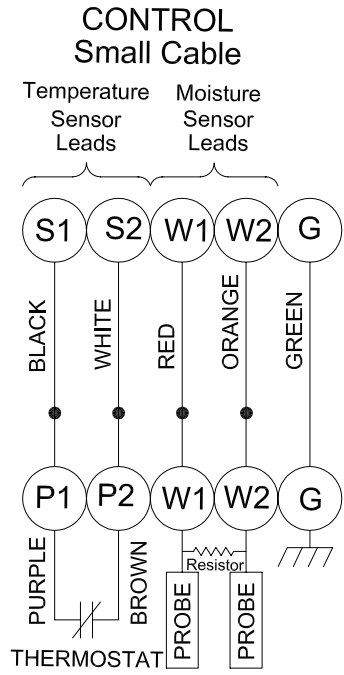 CONTROL
Small Cable
Temperature Sensor Leads
Moisture Sensor Leads
S1 S2 W1 W2 G
BLACK
WHITE
RED
ORANGE
GREEN
P1 P2 W1 W2 G
PURPLE
BROWN
Resistor
PROBE
PROBE
THERMOSTAT